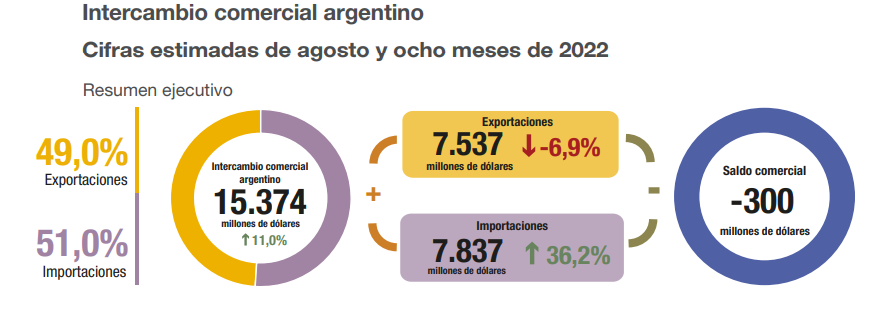 Intercambio comercial argentino
Cifras estimadas de agosto y ocho meses de 2022
Resumen ejecutivo
49,0%
Exportaciones
51,0%
Importaciones
Intercambio comercial
argentino
15.374
millones de dólares
↑11,0%
+
Exportaciones
7.537 ↓-6,9%
millones de dólares
Importaciones
7.837 ↑ 36,2%
millones de dólares
-
Saldo comercial
-300
millones de dólares